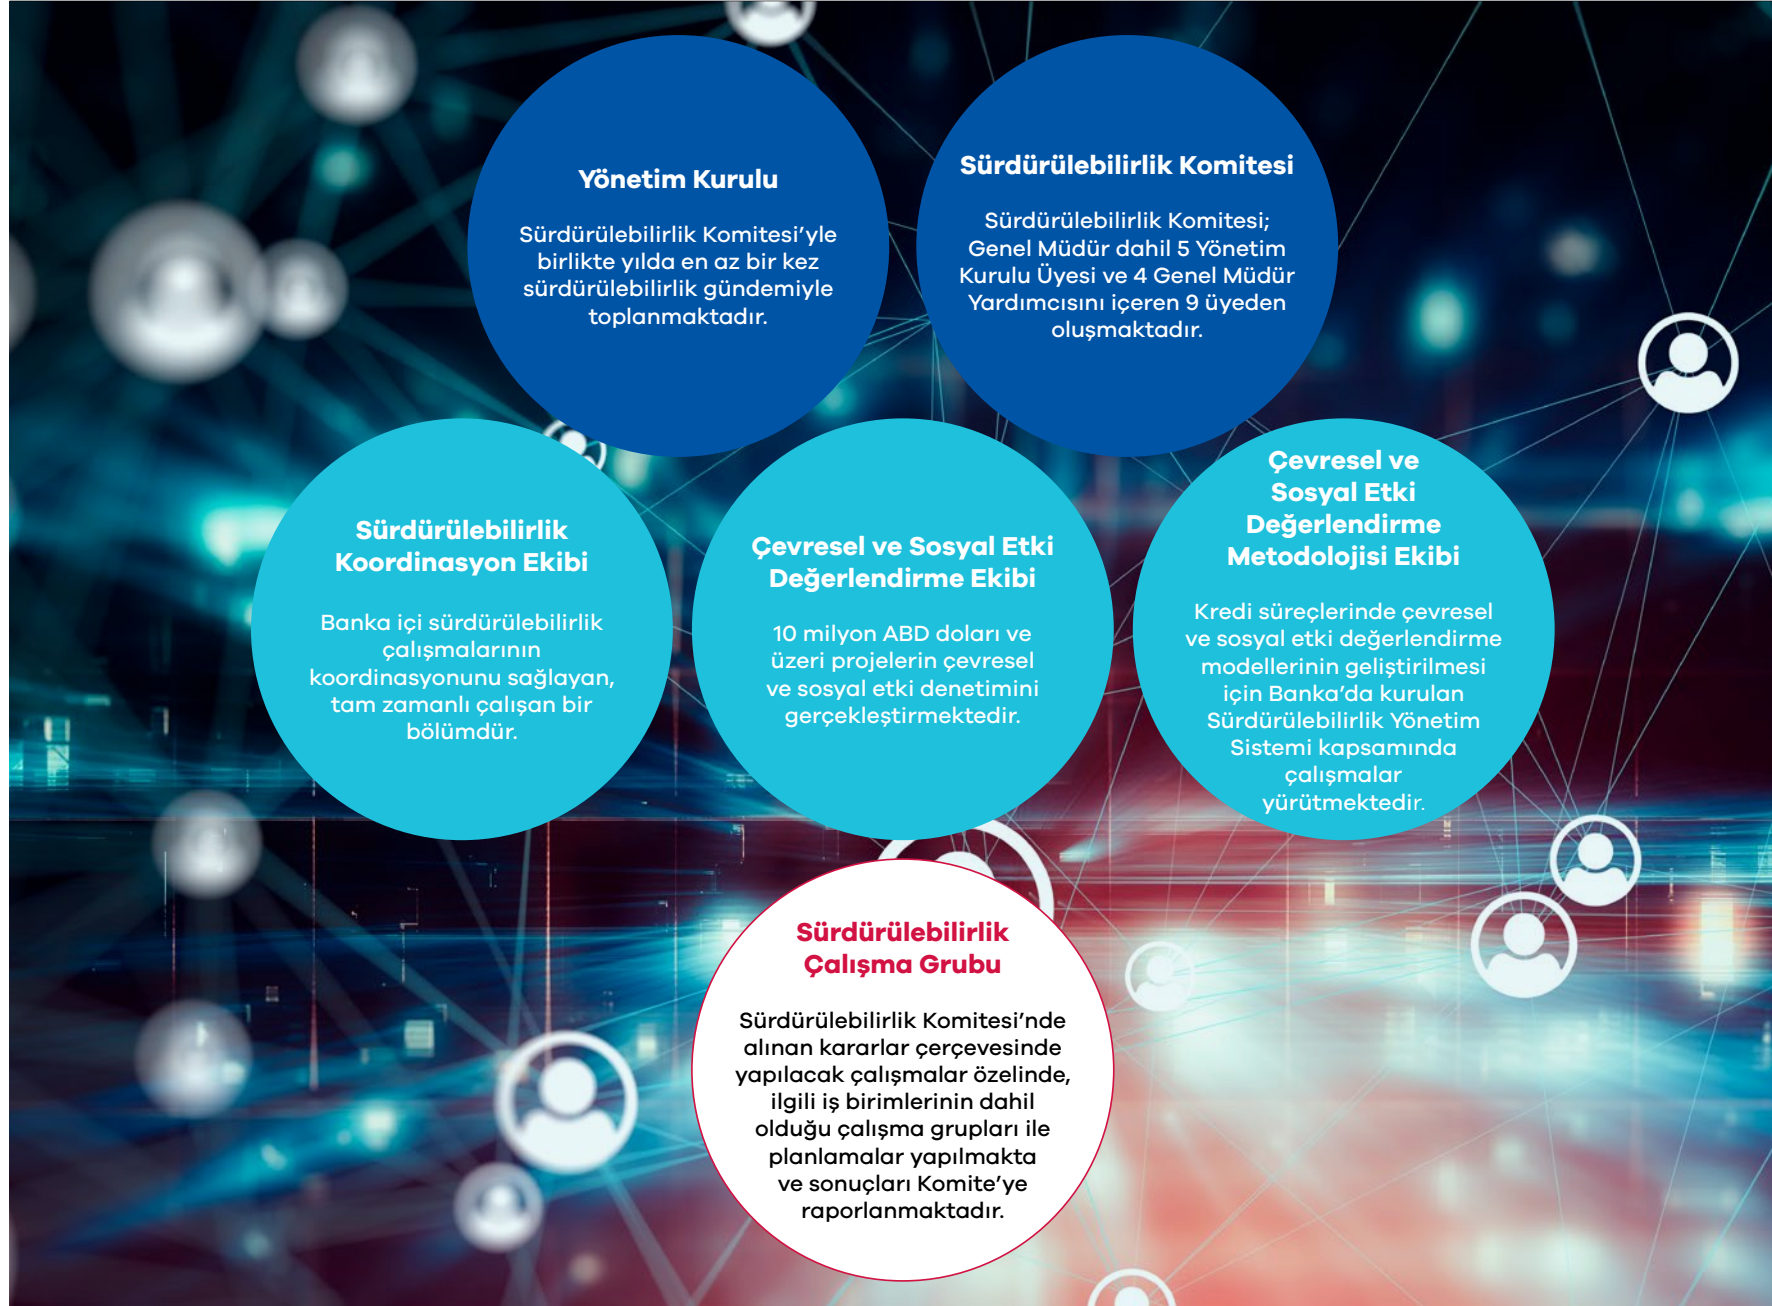 Yönetim Kurulu
Sürdürülebilirlik Komitesi’yle
birlikte yılda en az bir kez
sürdürülebilirlik gündemiyle
toplanmaktadır.
Sürdürülebilirlik Komitesi
Sürdürülebilirlik Komitesi;
Genel Müdür dahil 5 Yönetim
Kurulu Üyesi ve 4 Genel Müdür
Yardımcısını içeren 9 üyeden
oluşmaktadır.
Sürdürülebilirlik
Koordinasyon Ekibi
Banka içi sürdürülebilirlik
çalışmalarının
koordinasyonunu sağlayan,
tam zamanlı çalışan bir
bölümdür.
Çevresel ve Sosyal Etki
Değerlendirme Ekibi
10 milyon ABD doları ve
üzeri projelerin çevresel
ve sosyal etki denetimini
gerçekleştirmektedir.
Çevresel ve
Sosyal Etki
Değerlendirme
Metodolojisi Ekibi
Kredi süreçlerinde çevresel
ve sosyal etki değerlendirme
modellerinin geliştirilmesi
için Banka’da kurulan
Sürdürülebilirlik Yönetim
Sistemi kapsamında
çalışmalar
yürütmektedir.
Sürdürülebilirlik
Çalışma Grubu
Sürdürülebilirlik Komitesi’nde
alınan kararlar çerçevesinde
yapılacak çalışmalar özelinde,
ilgili iş birimlerinin dahil
olduğu çalışma grupları ile
planlamalar yapılmakta
ve sonuçları Komite’ye
raporlanmaktadır.